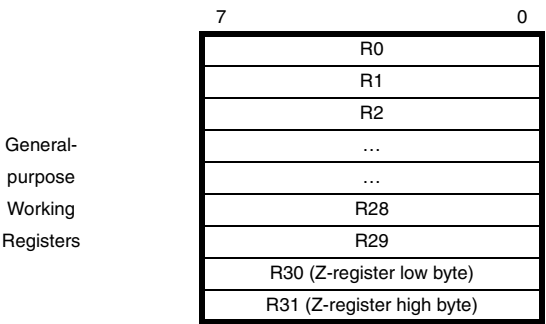 7 0
R0
R1
R2
General- …
purpose …
Working R28
Registers R29
R30 (Z-register low byte)
R31 (Z-register high byte)